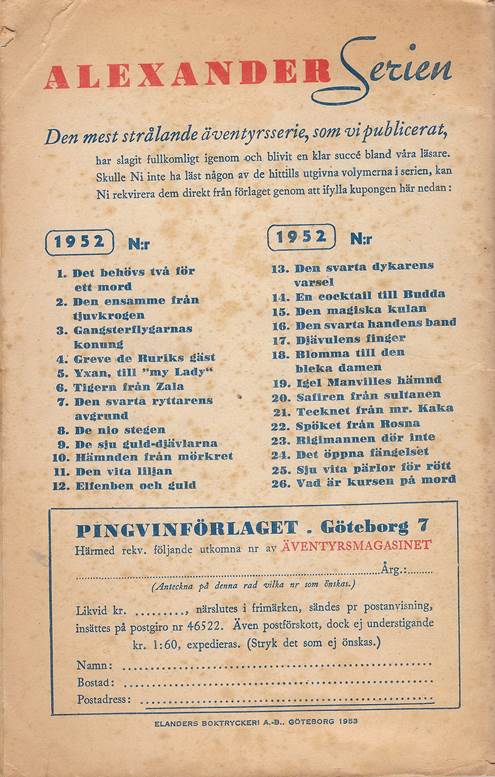 ALEXANDER Serien
Den mest strålande äventyrsserie, som vi publicerat,
har slagit fullkomligt igenom och blivit en klar succé bland våra läsare.
Skulle Ni inte ha läst någon av de hittills utgivna volymerna i serien, kan
Ni rekvirera dem direkt från förlaget genom att ifylla kupongen här nedan:
1952 N:r
1. Det behövs två för
ett mord
2. Den ensamme från
tjuvkrogen
3. Gangsterflygarnas
konung
4. Greve de Ruriks gäst
5. Yxan, till "my Lady"
6. Tigern från Zala
7. Den svarta ryttarens
avgrund
8. De nio stegen
9. De sju guld-djävlarna
10. Hämnden från mörkret
11. Den vita liljan
12. Elfenben och guld
1952 N:r
13. Den svarta dykarens
varsel
14. En cocktail till Budda
15. Den magiska kulan
16. Den svarta handens band
17. Djävulens finger
18. Blomma till den
bleka damen
19. Igel Manvilles hämnd
20. Safiren från sultanen
21. Tecknet från mr. Kaka
22. Spöket från Rosna
23. Riglmannen dör inte
24. Det öppna fängelset
25. Sju vita pärlor för rött
26. Vad är kursen på mord
PINGVINFÖRLAGET . Göteborg 7
Härmed rekv. följande utkomna nr av ÄVENTYRSMAGASINET
Årg.:
(Anteckna på denna rad vilka nr som önskas.)
Likvid kr. .........., närslutes i frimärken, sändes pr postanvisning,
insättes på postgiro nr 46522. Även postförskott, dock ej understigande
kr. 1:60, expedieras. (Stryk det som ej önskas.)
Namn:
Bostad:
Postadress:
ELANDERS BOKTRYCKERI A.-B., GÖTEBORG 1953